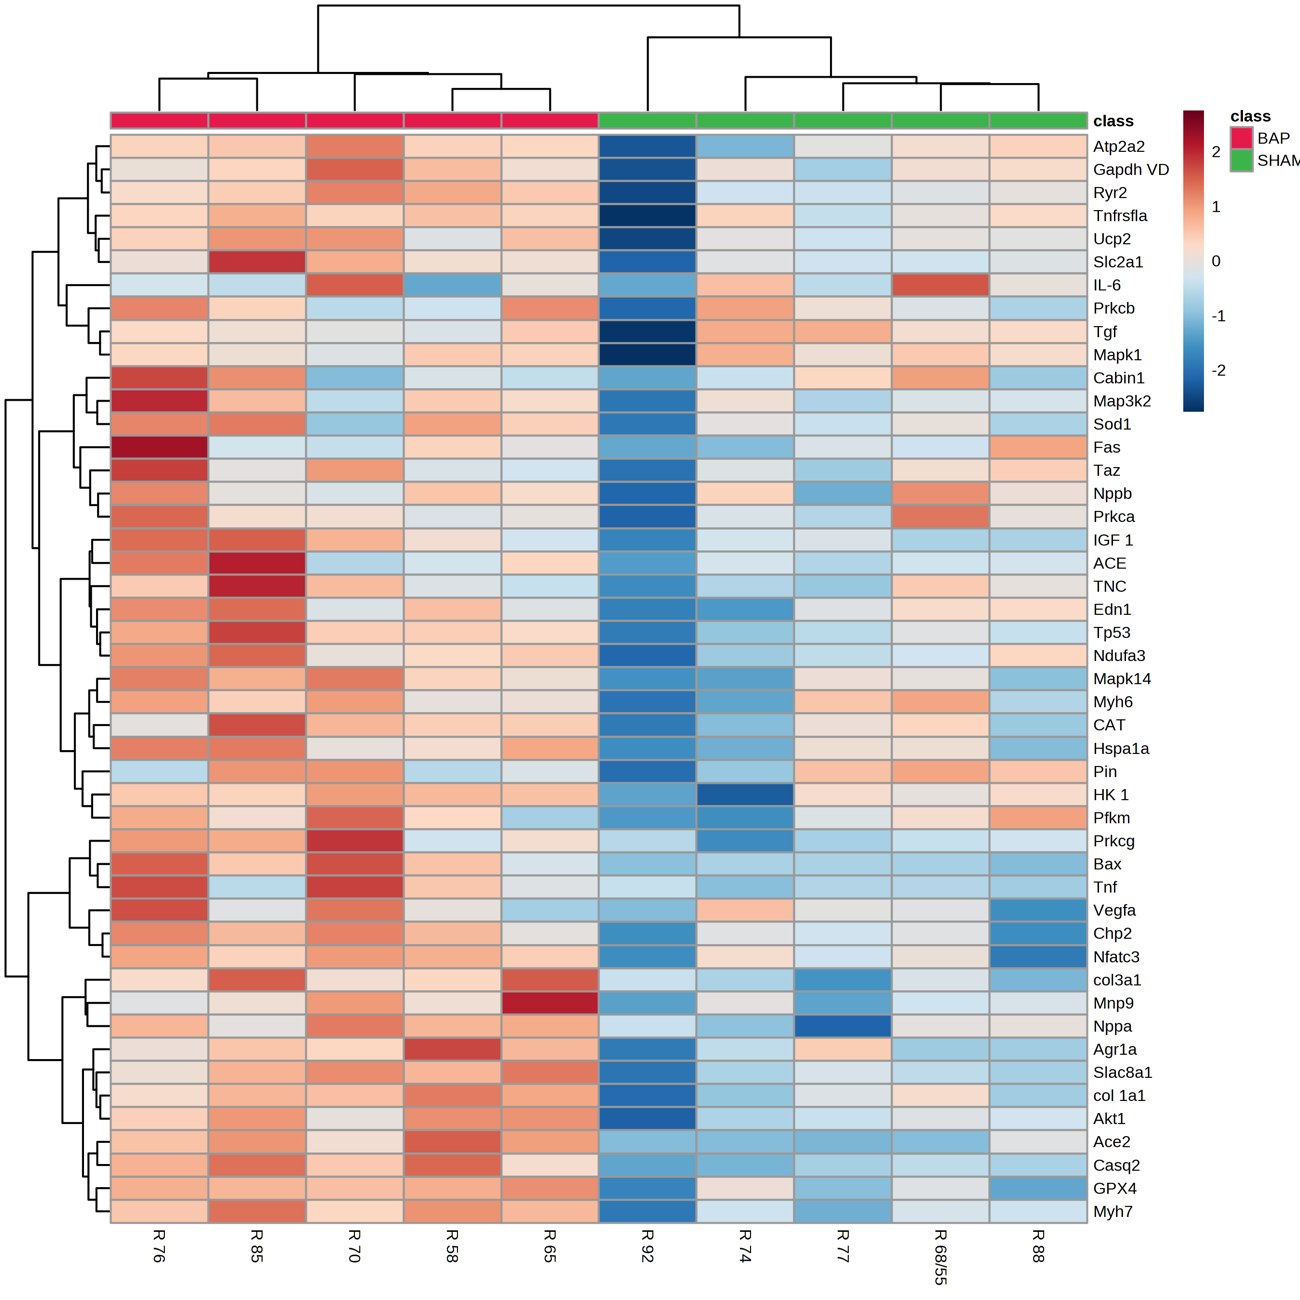 class
Atp2a2
Gapdh VD
Ryr2
Tnfrsfla
Ucp2
Slc2a1
IL-6
Prkcb
Tgf
Mapk1
Cabin1
Map3k2
Sod1
Fas
Taz
Nppb
Prkca
IGF 1
ACE
TNC
Edn1
Tp53
Ndufa3
Mapk14
Myh6
CAT
Hspa1a
Pin
HK 1
Pfkm
Prkcg
Bax
Tnf
Vegfa
Chp2
Nfatc3
col3a1
Mnp9
Nppa
Agr1a
Slac8a1
col 1a1
Akt1
Ace2
Casq2
GPX4
Myh7
R 76
R 85
R 70
R 58
R 65
R 92
R 74
R 77
R 68/55
R 88
2
1
0
-1
-2
class
BAP
SHAM